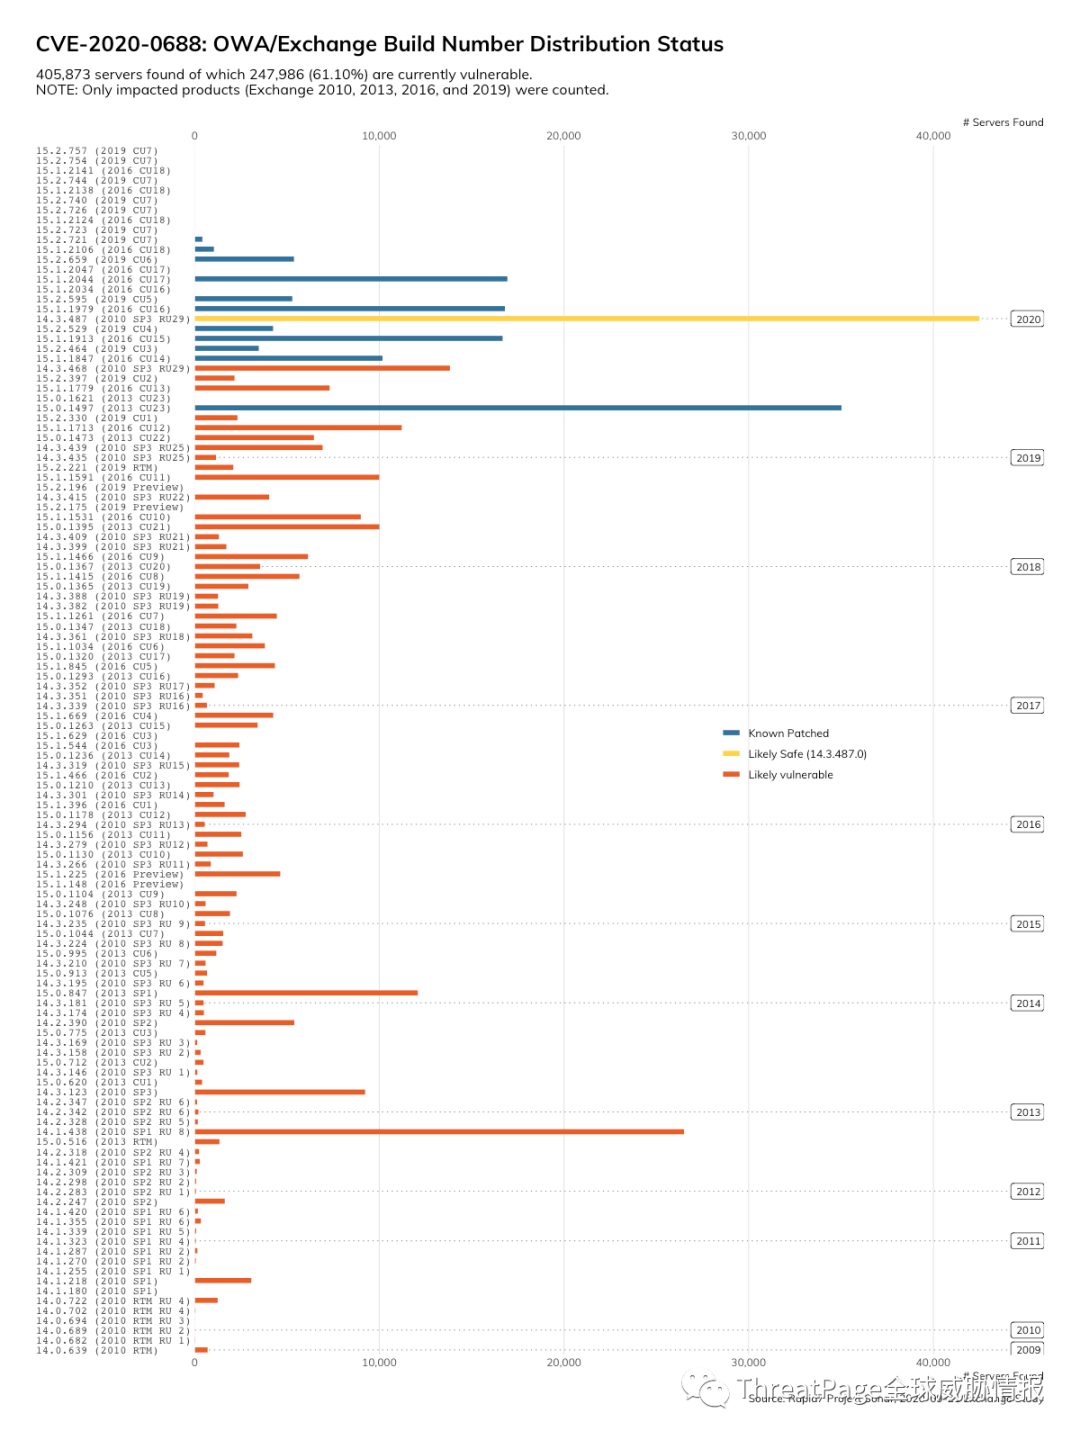 CVE-2020-0688: OWA/Exchange Build Number Distribution Status
405,873 servers found of which 247,986 (61.10%) are currently vulnerable.
NOTE: Only impacted products (Exchange 2010, 2013, 2016, and 2019) were counted.
# Servers Found
0 10,000 20,000 30,000 40,000
15.2.757 (2019 CU7)
15.2.754 (2019 CU7)
15.1.2141 (2016 CU18)
15.2.744 (2019 CU7)
15.1.2138 (2016 CU18)
15.2.740 (2019 CU7)
15.2.726 (2019 CU7)
15.1.2124 (2016 CU18)
15.2.723 (2019 CU7)
15.2.721 (2019 CU7)
15.1.2106 (2016 CU18)
15.2.659 (2019 CU6)
15.1.2047 (2016 CU17)
15.1.2044 (2016 CU17)
15.1.2034 (2016 CU16)
15.2.595 (2019 CU5)
15.1.1979 (2016 CU16)
14.3.487 (2010 SP3 RU29) 2020
15.2.529 (2019 CU4)
15.1.1913 (2016 CU15)
15.2.464 (2019 CU3)
15.1.1847 (2016 CU14)
14.3.468 (2010 SP3 RU29)
15.2.397 (2019 CU2)
15.1.1779 (2016 CU13)
15.0.1621 (2013 CU23)
15.0.1497 (2013 CU23)
15.2.330 (2019 CU1)
15.1.1713 (2016 CU12)
15.0.1473 (2013 CU22)
14.3.439 (2010 SP3 RU25)
14.3.435 (2010 SP3 RU25) 2019
15.2.221 (2019 RTM)
15.1.1591 (2016 CU11)
15.2.196 (2019 Preview)
14.3.415 (2010 SP3 RU22)
15.2.175 (2019 Preview)
15.1.1531 (2016 CU10)
15.0.1395 (2013 CU21)
14.3.409 (2010 SP3 RU21)
14.3.399 (2010 SP3 RU21)
15.1.1466 (2016 CU9)
15.0.1367 (2013 CU20) 2018
15.1.1415 (2016 CU8)
15.0.1365 (2013 CU19)
14.3.388 (2010 SP3 RU19)
14.3.382 (2010 SP3 RU19)
15.1.1261 (2016 CU7)
15.0.1347 (2013 CU18)
14.3.361 (2010 SP3 RU18)
15.1.1034 (2016 CU6)
15.0.1320 (2013 CU17)
15.1.845 (2016 CU5)
15.0.1293 (2013 CU16)
14.3.352 (2010 SP3 RU17)
14.3.351 (2010 SP3 RU16)
14.3.339 (2010 SP3 RU16) 2017
15.1.669 (2016 CU4)
15.0.1263 (2013 CU15)
15.1.629 (2016 CU3)
15.1.544 (2016 CU3)
15.0.1236 (2013 CU14)
14.3.319 (2010 SP3 RU15)
15.1.466 (2016 CU2)
15.0.1210 (2013 CU13)
14.3.301 (2010 SP3 RU14)
15.1.396 (2016 CU1)
15.0.1178 (2013 CU12)
14.3.294 (2010 SP3 RU13) 2016
15.0.1156 (2013 CU11)
14.3.279 (2010 SP3 RU12)
15.0.1130 (2013 CU10)
14.3.266 (2010 SP3 RU11)
15.1.225 (2016 Preview)
15.1.148 (2016 Preview)
15.0.1104 (2013 CU9)
14.3.248 (2010 SP3 RU10)
15.0.1076 (2013 CU8)
14.3.235 (2010 SP3 RU 9) 2015
15.0.1044 (2013 CU7)
14.3.224 (2010 SP3 RU 8)
15.0.995 (2013 CU6)
14.3.210 (2010 SP3 RU 7)
15.0.913 (2013 CU5)
14.3.195 (2010 SP3 RU 6)
15.0.847 (2013 SP1)
14.3.181 (2010 SP3 RU 5) 2014
14.3.174 (2010 SP3 RU 4)
14.2.390 (2010 SP2)
15.0.775 (2013 CU3)
14.3.169 (2010 SP3 RU 3)
14.3.158 (2010 SP3 RU 2)
15.0.712 (2013 CU2)
14.3.146 (2010 SP3 RU 1)
15.0.620 (2013 CU1)
14.3.123 (2010 SP3)
14.2.347 (2010 SP2 RU 6)
14.2.342 (2010 SP2 RU 6) 2013
14.2.328 (2010 SP2 RU 5)
14.1.438 (2010 SP1 RU 8)
15.0.516 (2013 RTM)
14.2.318 (2010 SP2 RU 4)
14.1.421 (2010 SP1 RU 7)
14.2.309 (2010 SP2 RU 3)
14.2.298 (2010 SP2 RU 2)
14.2.283 (2010 SP2 RU 1) 2012
14.2.247 (2010 SP2)
14.1.420 (2010 SP1 RU 6)
14.1.355 (2010 SP1 RU 6)
14.1.339 (2010 SP1 RU 5)
14.1.323 (2010 SP1 RU 4) 2011
14.1.287 (2010 SP1 RU 2)
14.1.270 (2010 SP1 RU 2)
14.1.255 (2010 SP1 RU 1)
14.1.218 (2010 SP1)
14.1.180 (2010 SP1)
14.0.722 (2010 RTM RU 4)
14.0.702 (2010 RTM RU 4)
14.0.694 (2010 RTM RU 3)
14.0.689 (2010 RTM RU 2) 2010
14.0.682 (2010 RTM RU 1)
14.0.639 (2010 RTM) 2009
Known Patched
Likely Safe (14.3.487.0)
Likely vulnerable
0 10,000 20,000 30,000 40,000
# Servers Found
ThreatPage全球威胁情报
Source: Rapid7 Project Sonar, Exchange Study